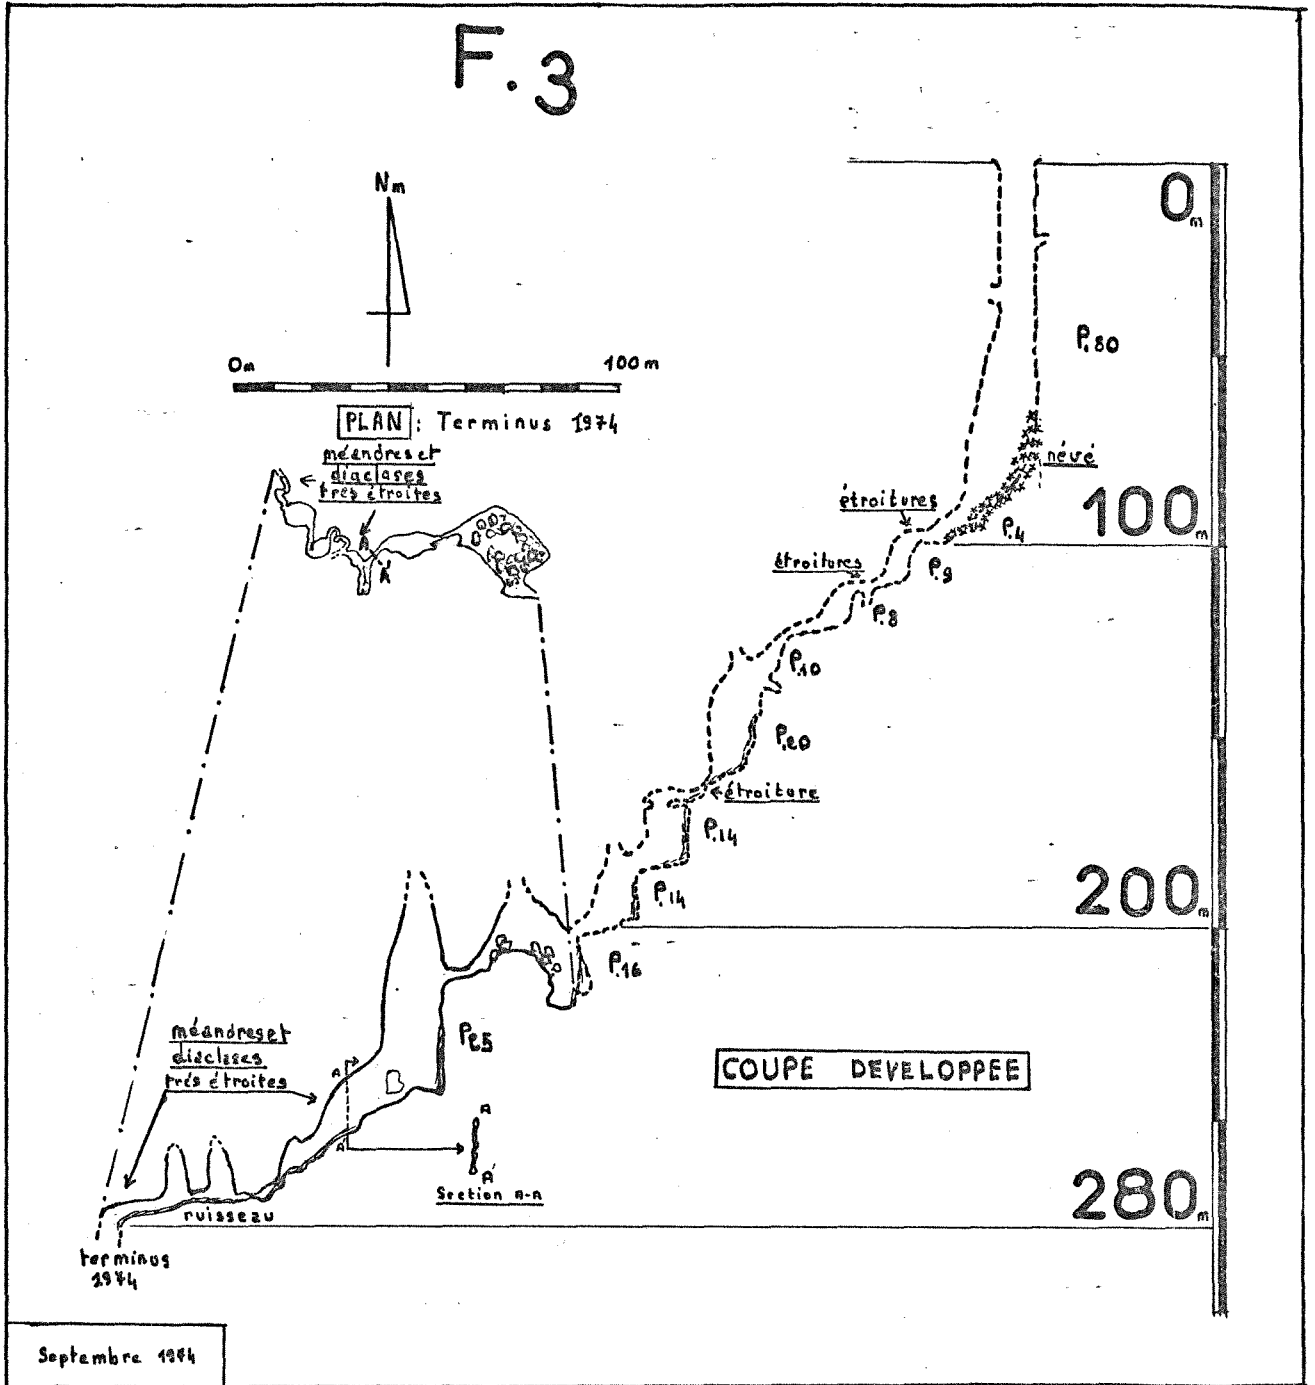 F.3
Nm
0m
100m
PLAN : Terminus 1974
méandres et
diaclases
très étroites
A
A'
0m
P.80
névé
100m
P.4
étroitures
P.9
étroitures
P.8
P.10
P.20
étroiture
P.14
P.14
200m
P.16
P25
méandres et
diaclases
très étroites
A
A
A
A'
Section A-A
COUPE DEVELOPPEE
ruisseau
280m
terminus
1974
Septembre 1974